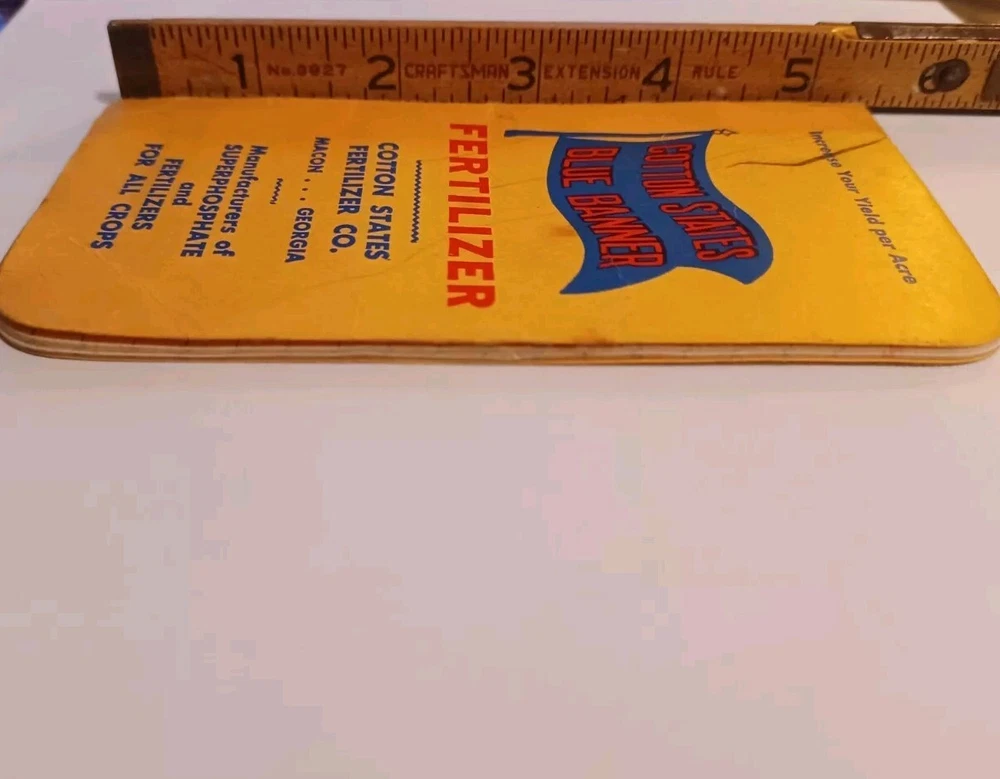 1 No.8827 2 CRAFTSMAN 3 EXTENSION 4 RULE 5
Increase Your Yield per Acre
COTTON STATES
BLUE BANNER
FERTILIZER
COTTON STATES
FERTILIZER CO.
MACON . . . GEORGIA
Manufacturers of
SUPERPHOSPHATE
and
FERTILIZERS
FOR ALL CROPS